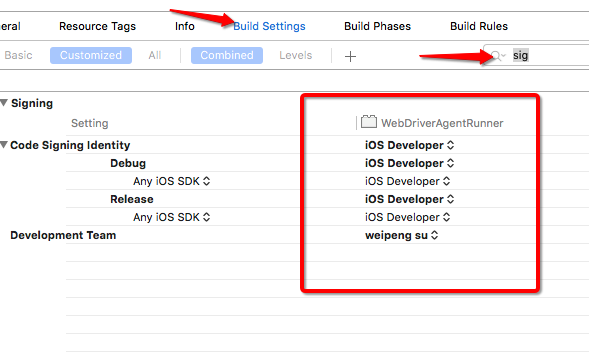 neral Resource Tags Info Build Settings Build Phases Build Rules
Basic Customized All Combined Levels + sig
Signing
Setting WebDriverAgentRunner
Code Signing Identity iOS Developer
Debug iOS Developer
Any iOS SDK iOS Developer
Release iOS Developer
Any iOS SDK iOS Developer
Development Team weipeng su